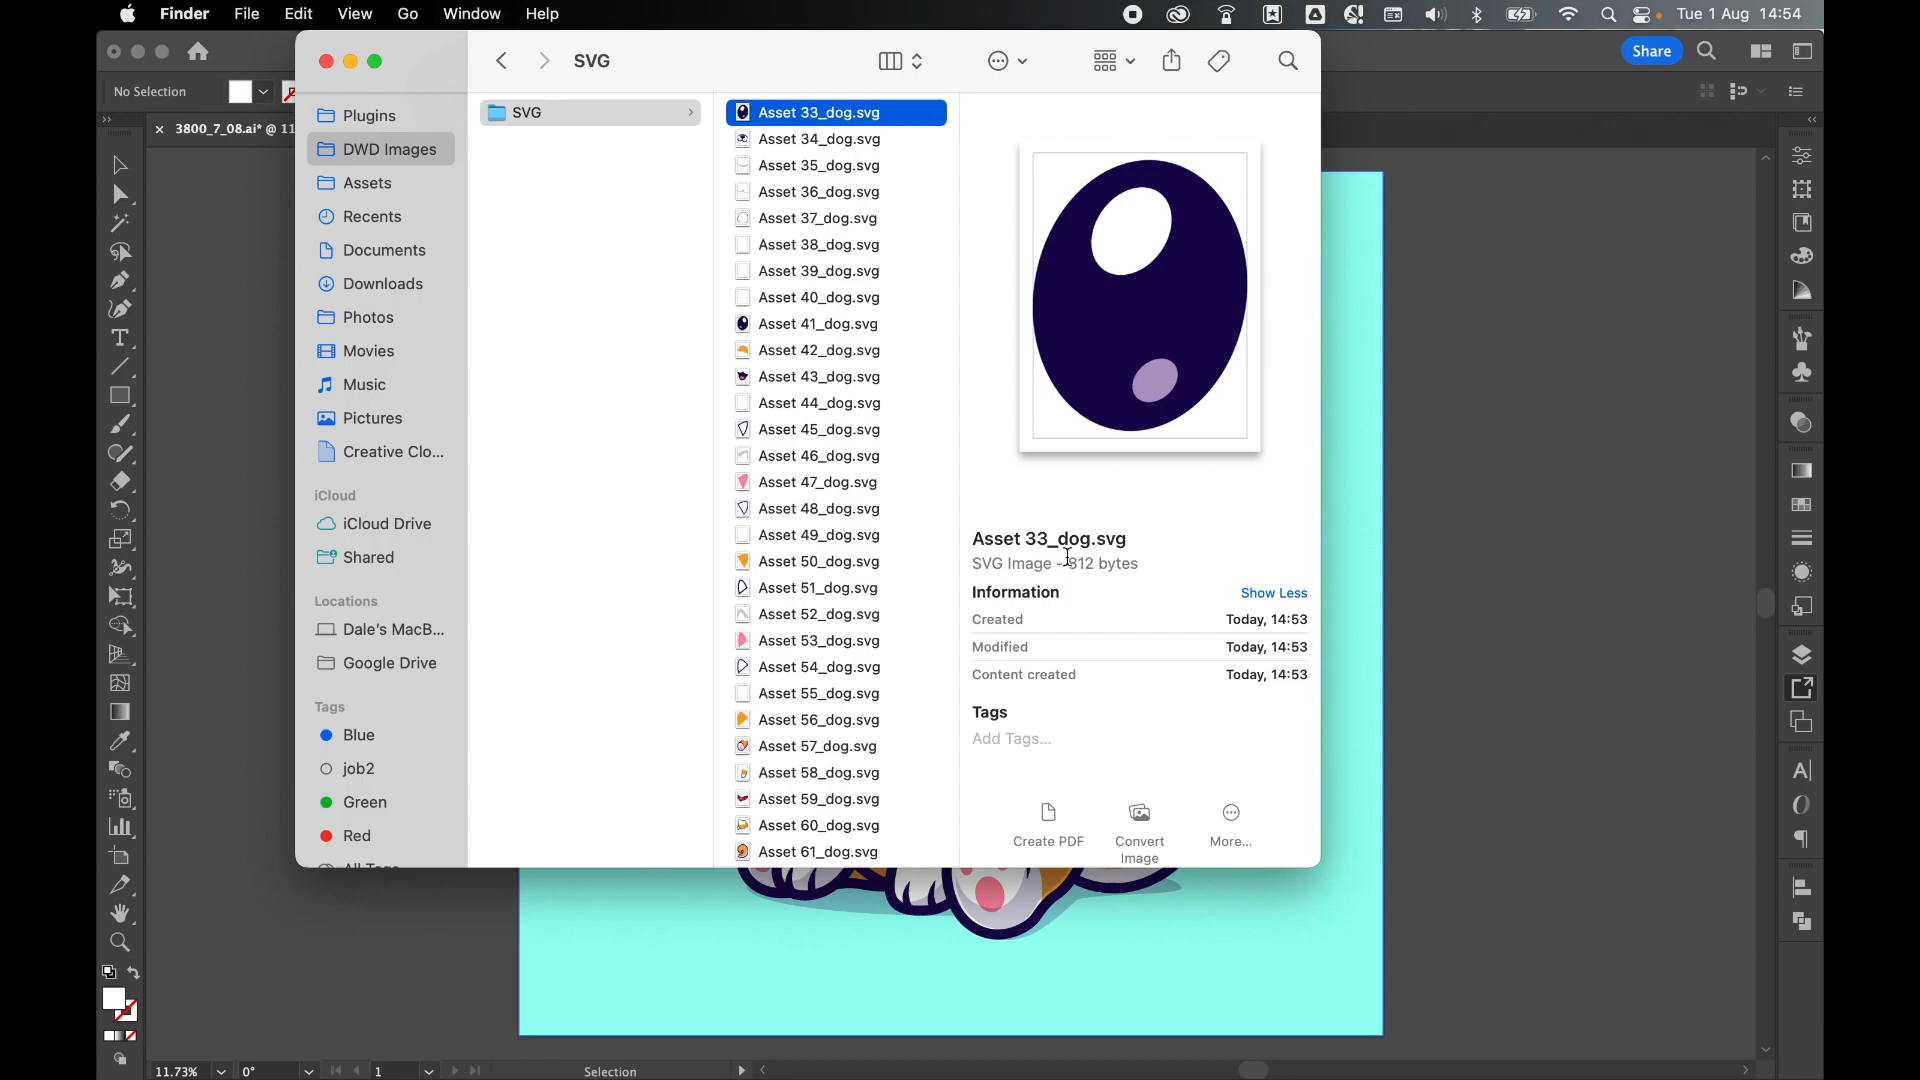 Finder File Edit View Go Window Help Tue 1 Aug 14:54
SVG
Share
No Selection
3800_7_08.ai* @ 11
Plugins
DWD Images
Assets
Recents
Documents
Downloads
Photos
Movies
Music
Pictures
Creative Clo...
iCloud
iCloud Drive
Shared
Locations
Dale's MacB...
Google Drive
Tags
Blue
job2
Green
Red
SVG
Asset 33_dog.svg
Asset 34_dog.svg
Asset 35_dog.svg
Asset 36_dog.svg
Asset 37_dog.svg
Asset 38_dog.svg
Asset 39_dog.svg
Asset 40_dog.svg
Asset 41_dog.svg
Asset 42_dog.svg
Asset 43_dog.svg
Asset 44_dog.svg
Asset 45_dog.svg
Asset 46_dog.svg
Asset 47_dog.svg
Asset 48_dog.svg
Asset 49_dog.svg
Asset 50_dog.svg
Asset 51_dog.svg
Asset 52_dog.svg
Asset 53_dog.svg
Asset 54_dog.svg
Asset 55_dog.svg
Asset 56_dog.svg
Asset 57_dog.svg
Asset 58_dog.svg
Asset 59_dog.svg
Asset 60_dog.svg
Asset 61_dog.svg
Asset 33_dog.svg
SVG Image - 812 bytes
Information Show Less
Created Today, 14:53
Modified Today, 14:53
Content created Today, 14:53
Tags
Add Tags...
Create PDF
Convert
Image
More...
11.73% 0° 1 Selection